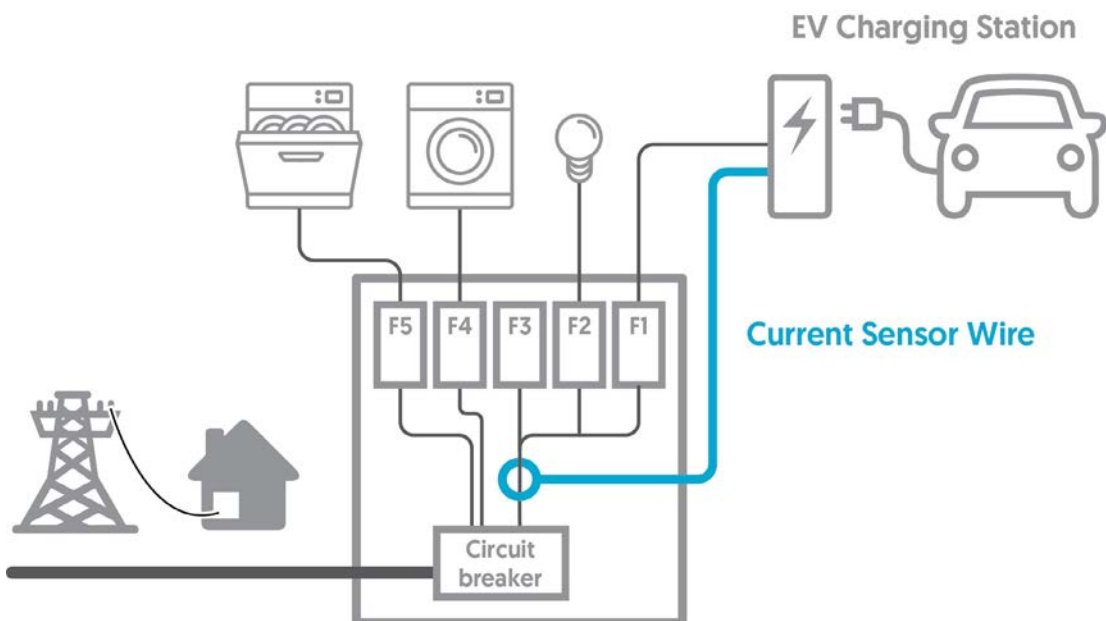 EV Charging Station
F5
F4
F3
F2
F1
Current Sensor Wire
Circuit
breaker